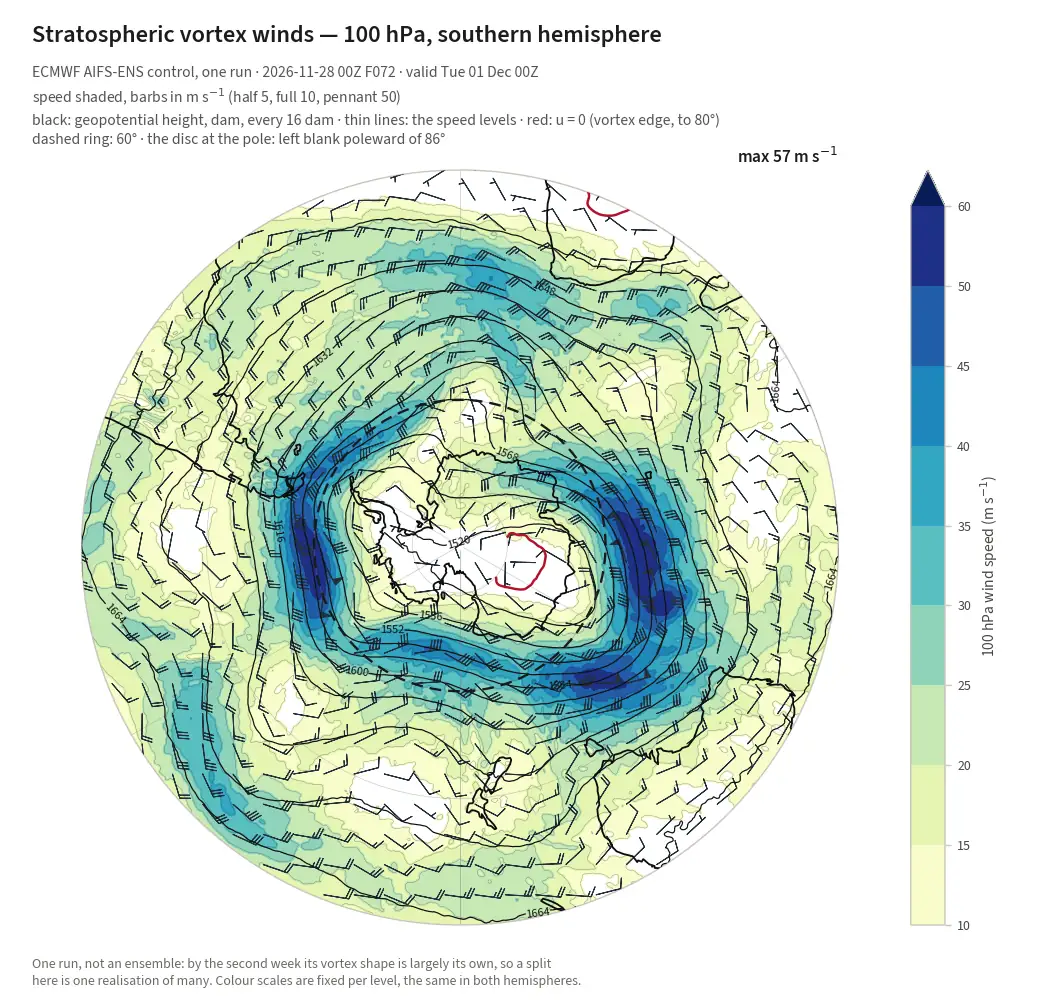 Stratospheric vortex winds — 100 hPa, southern hemisphere
ECMWF AIFS-ENS control, one run · 2026-11-28 00Z F072 · valid Tue 01 Dec 00Z
speed shaded, barbs in m s⁻¹ (half 5, full 10, pennant 50)
black: geopotential height, dam, every 16 dam · thin lines: the speed levels · red: u = 0 (vortex edge, to 80°)
dashed ring: 60° · the disc at the pole: left blank poleward of 86°
max 57 m s⁻¹
60
50
45
40
35
30
25
20
15
10
100 hPa wind speed (m s⁻¹)
1648
1632
1664
1568
1616
1520
1664
1664
1536
1552
1600
1584
1664
One run, not an ensemble: by the second week its vortex shape is largely its own, so a split
here is one realisation of many. Colour scales are fixed per level, the same in both hemispheres.